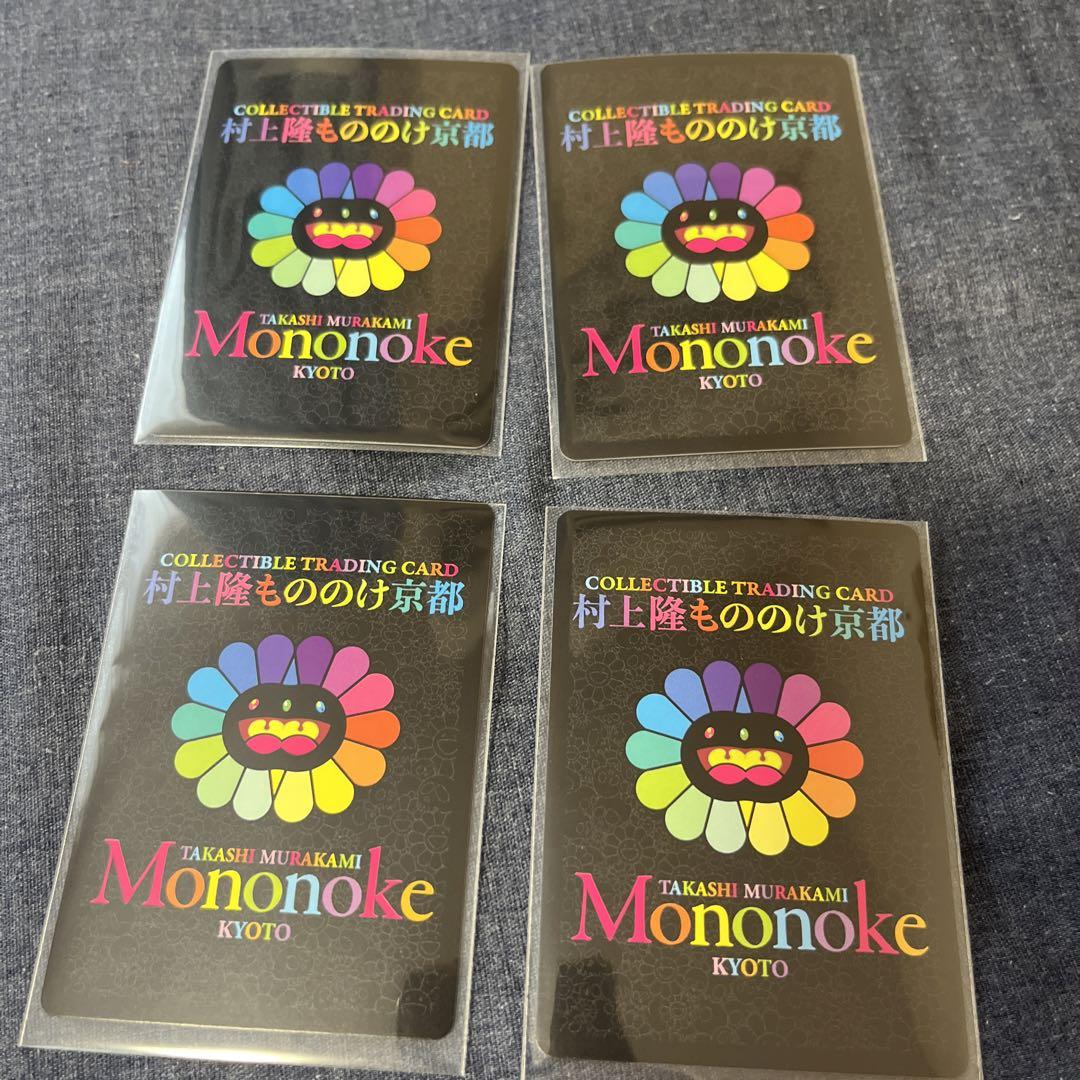 COLLECTIBLE TRADING CARD
村上隆もののけ京都
TAKASHI MURAKAMI
Mononoke
KYOTO
COLLECTIBLE TRADING CARD
村上隆もののけ京都
TAKASHI MURAKAMI
Mononoke
KYOTO
COLLECTIBLE TRADING CARD
村上隆もののけ京都
TAKASHI MURAKAMI
Mononoke
KYOTO
COLLECTIBLE TRADING CARD
村上隆もののけ京都
TAKASHI MURAKAMI
Mononoke
KYOTO